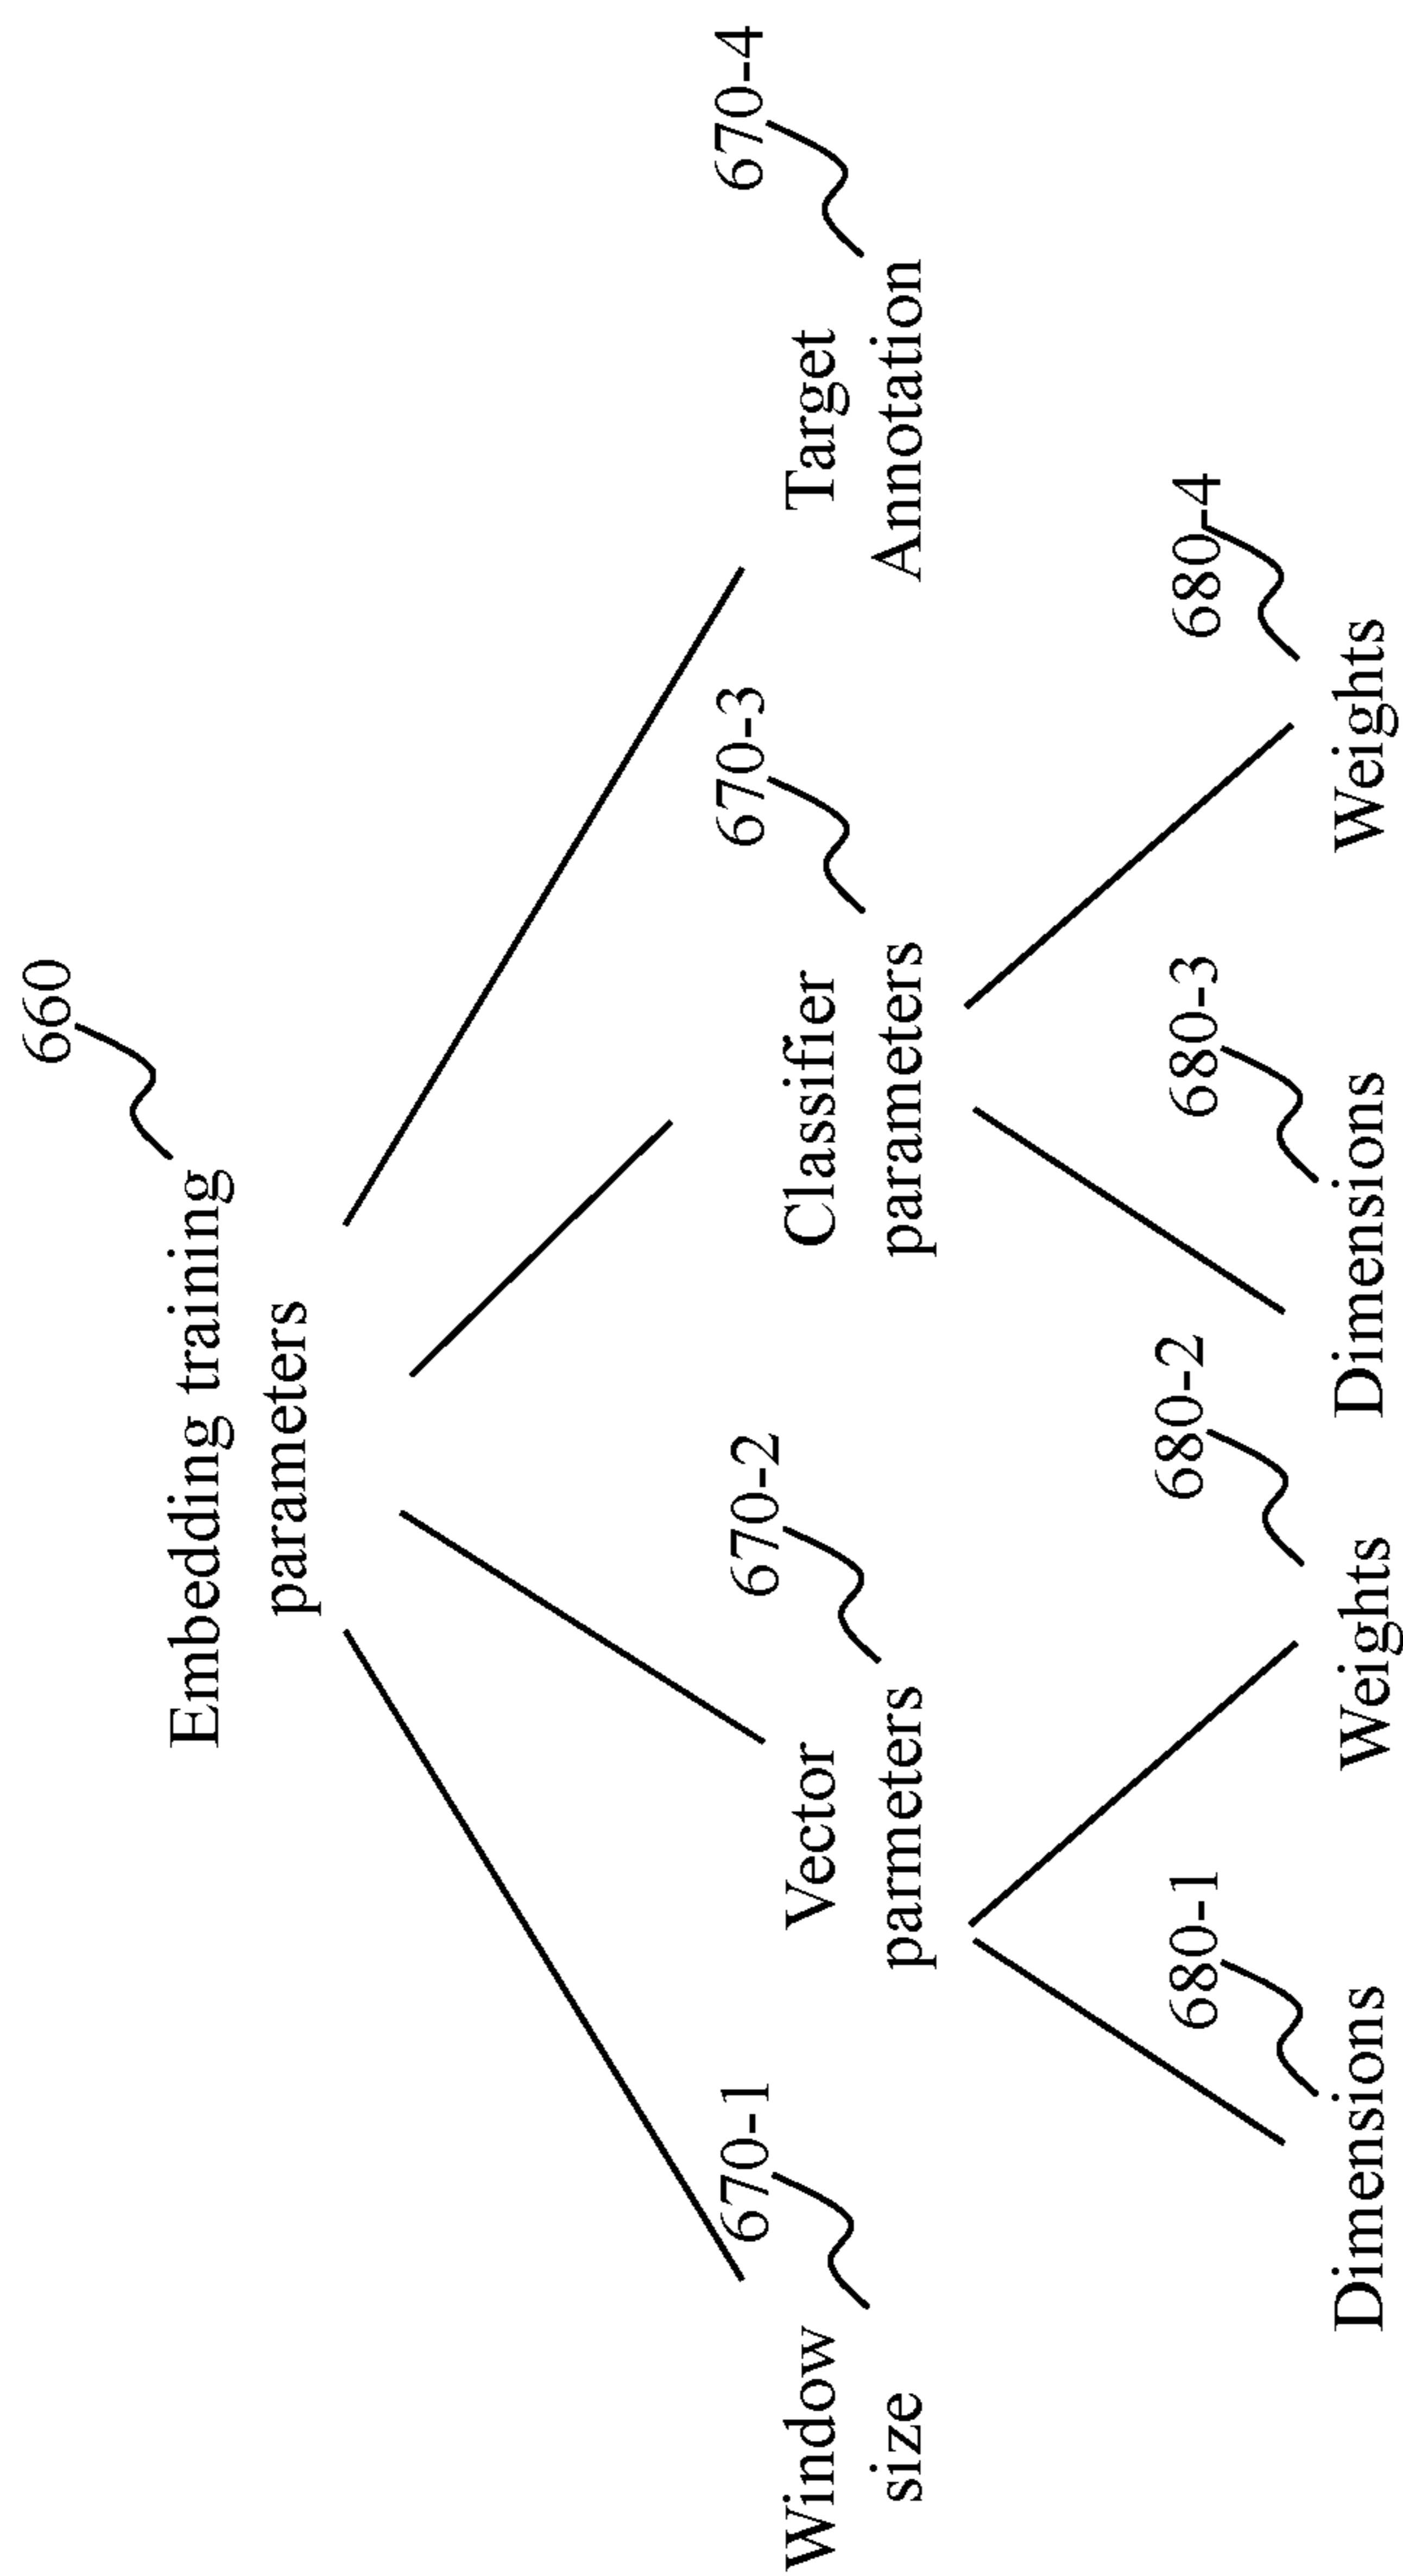 660
Embedding training
parameters
670-1
670-2
670-3
670-4
Window
size
Vector
parmeters
Classifier
parameters
Target
Annotation
680-1
680-2
680-3
680-4
Dimensions
Weights
Dimensions
Weights